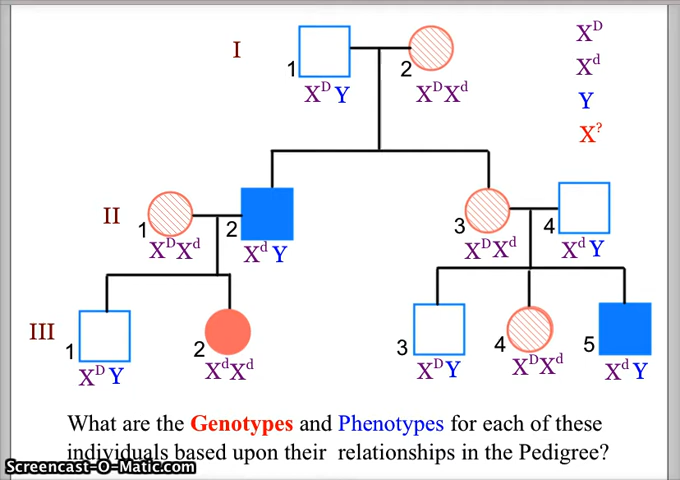 I
1
2
X^D Y
X^D X^d
X^D
X^d
Y
X^?
II
1
2
3
4
X^D X^d
X^d Y
X^D X^d
X^d Y
III
1
2
3
4
5
X^D Y
X^d X^d
X^D Y
X^D X^d
X^d Y
What are the Genotypes and Phenotypes for each of these
individuals based upon their relationships in the Pedigree?
Screencast-O-Matic.com